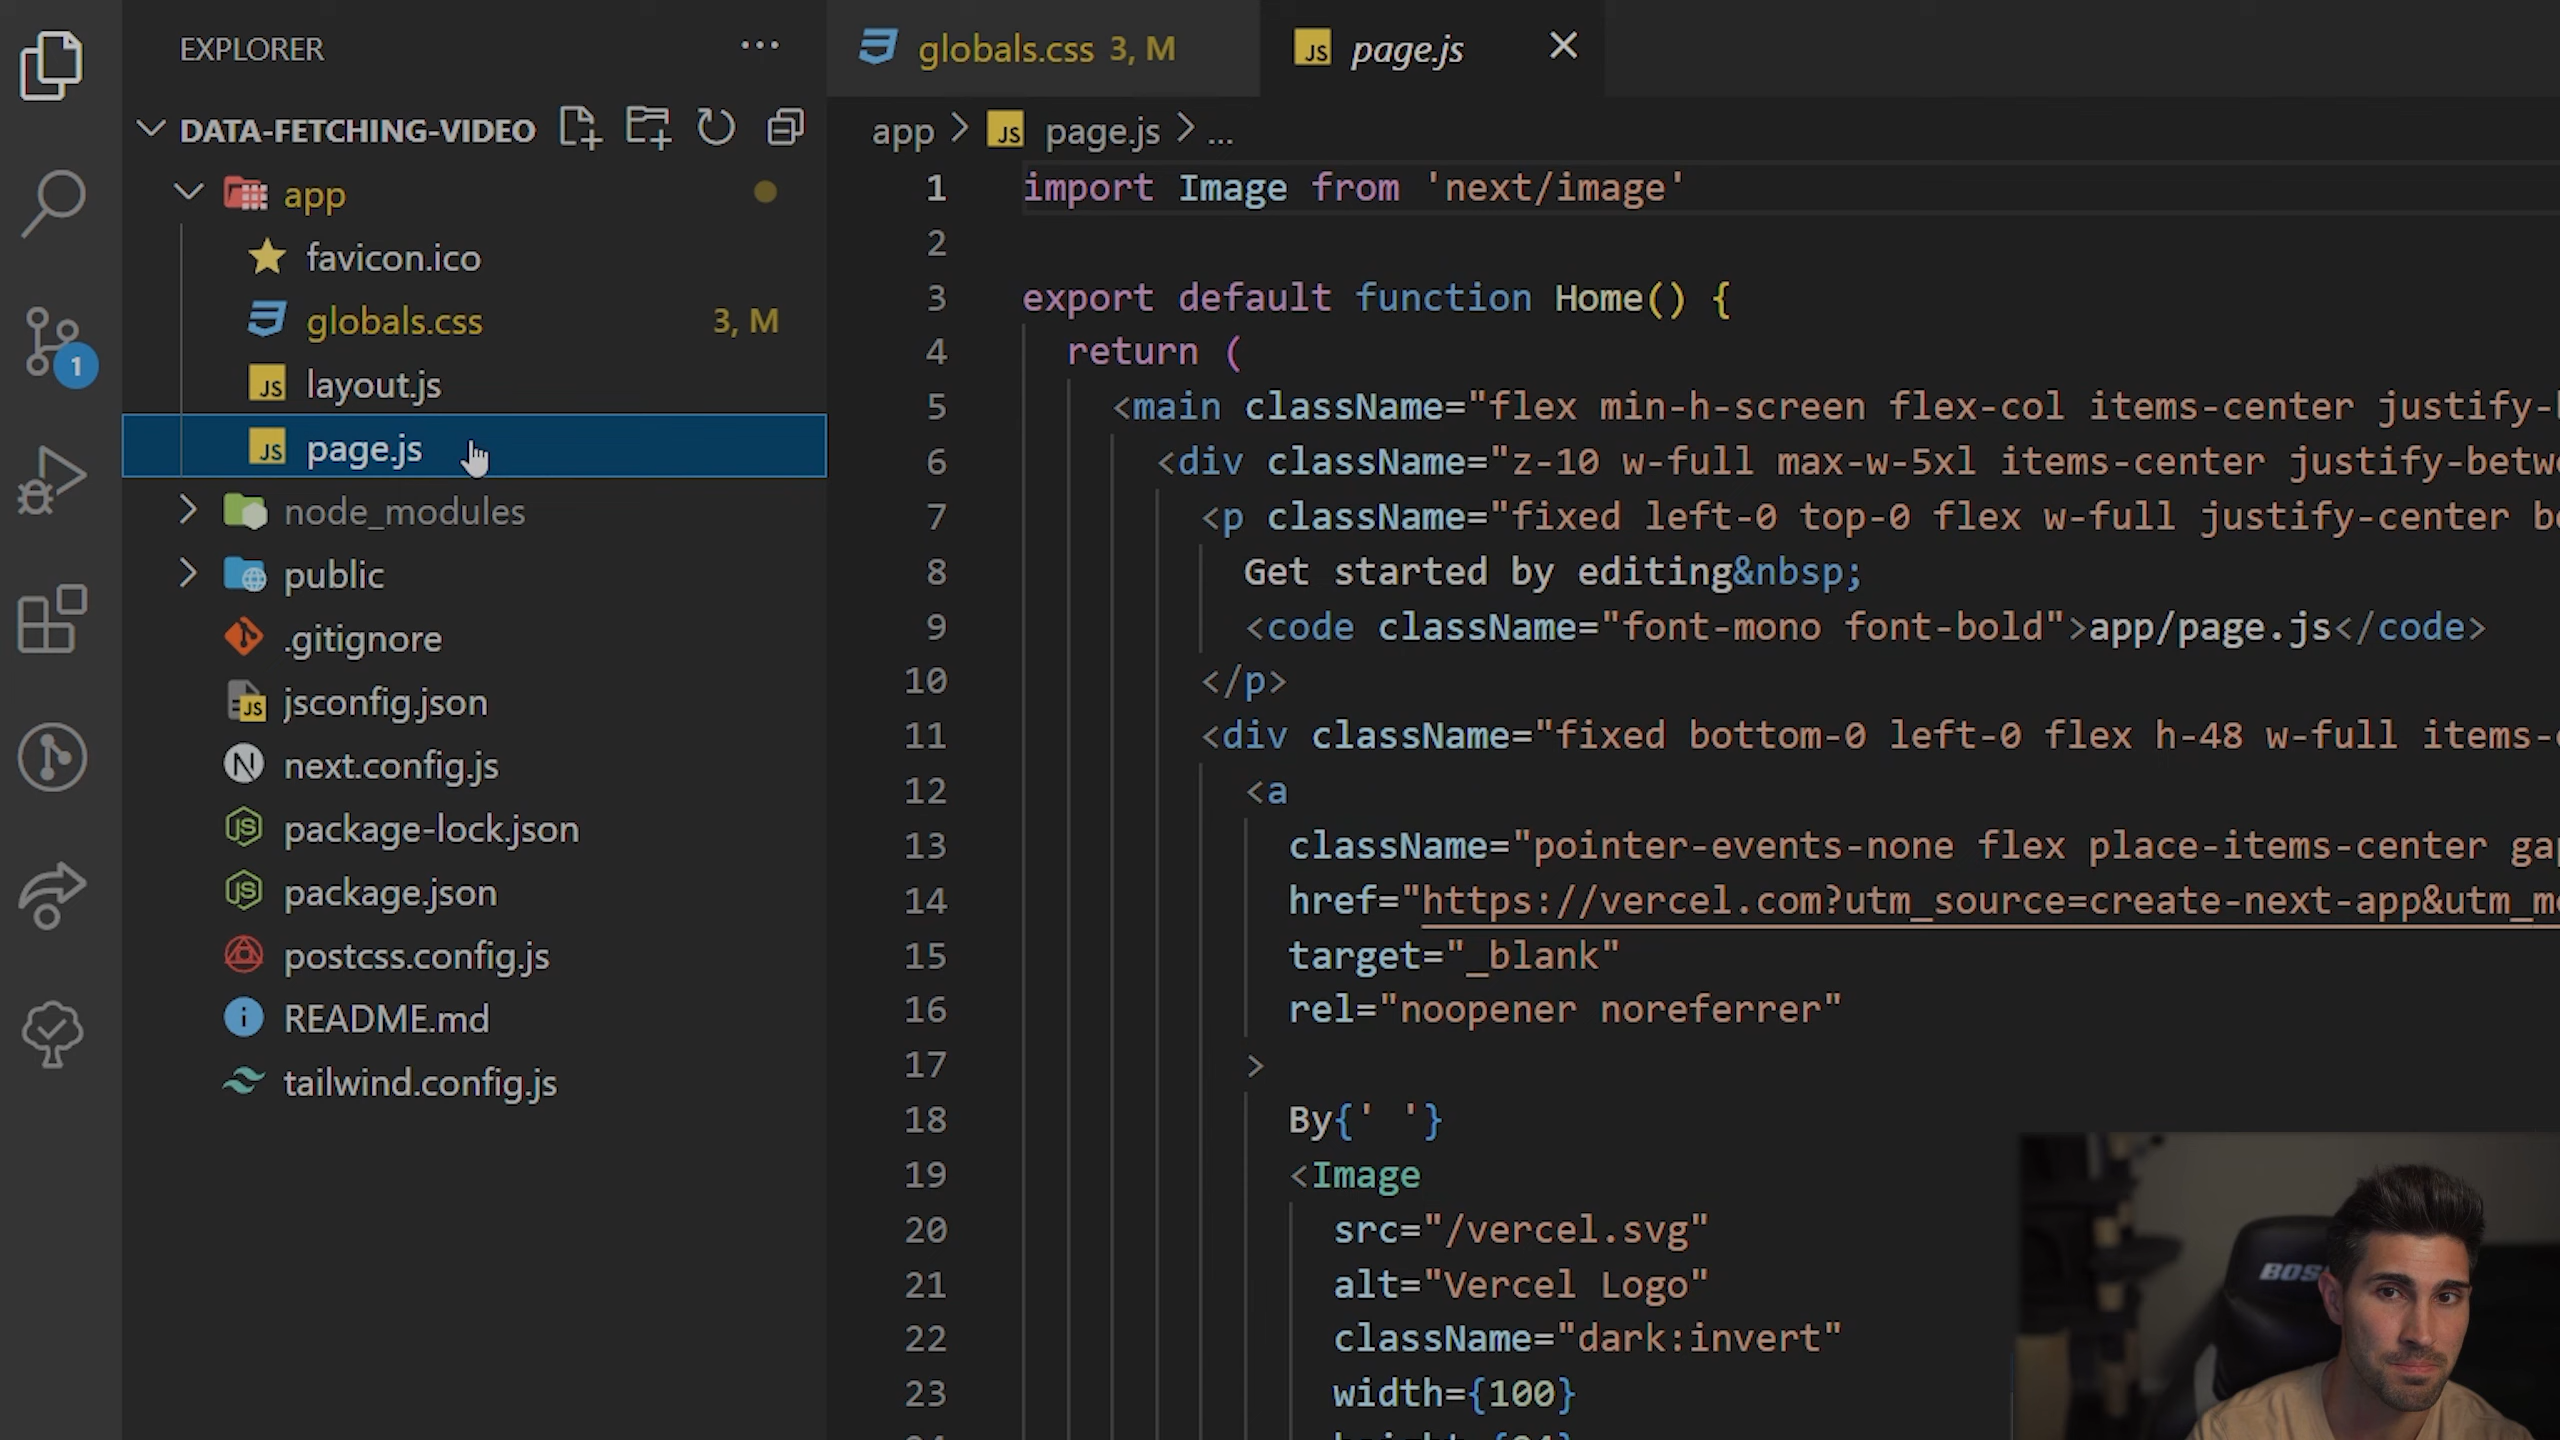 EXPLORER
DATA-FETCHING-VIDEO
app
favicon.ico
globals.css 3, M
layout.js
page.js
node_modules
public
.gitignore
jsconfig.json
next.config.js
package-lock.json
package.json
postcss.config.js
README.md
tailwind.config.js
1
globals.css 3, M
page.js
app > JS page.js > ...
1 import Image from 'next/image'
2
3 export default function Home() {
4 return (
5 <main className="flex min-h-screen flex-col items-center justify-
6 <div className="z-10 w-full max-w-5xl items-center justify-
7 <p className="fixed left-0 top-0 flex w-full justify-center
8 Get started by editing&nbsp;
9 <code className="font-mono font-bold">app/page.js</code>
10 </p>
11 <div className="fixed bottom-0 left-0 flex h-48 w-full
12 <a
13 className="pointer-events-none flex place-items-center
14 href="https://vercel.com?utm_source=create-next-app&
15 target="_blank"
16 rel="noopener noreferrer"
17 >
18 By{' '}
19 <Image
20 src="/vercel.svg"
21 alt="Vercel Logo"
22 className="dark:invert"
23 width={100}